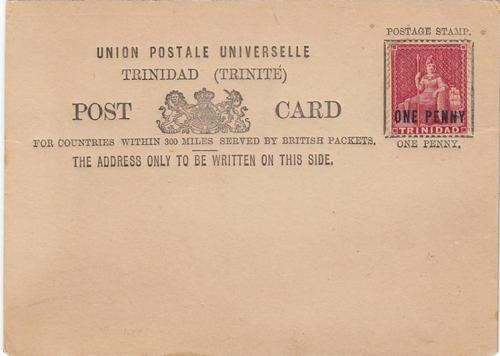 POSTAGE STAMP.
UNION POSTALE UNIVERSELLE
TRINIDAD (TRINITÉ)
POST CARD
ONE PENNY
TRINIDAD
FOR COUNTRIES WITHIN 300 MILES SERVED BY BRITISH PACKETS.
ONE PENNY.
THE ADDRESS ONLY TO BE WRITTEN ON THIS SIDE.